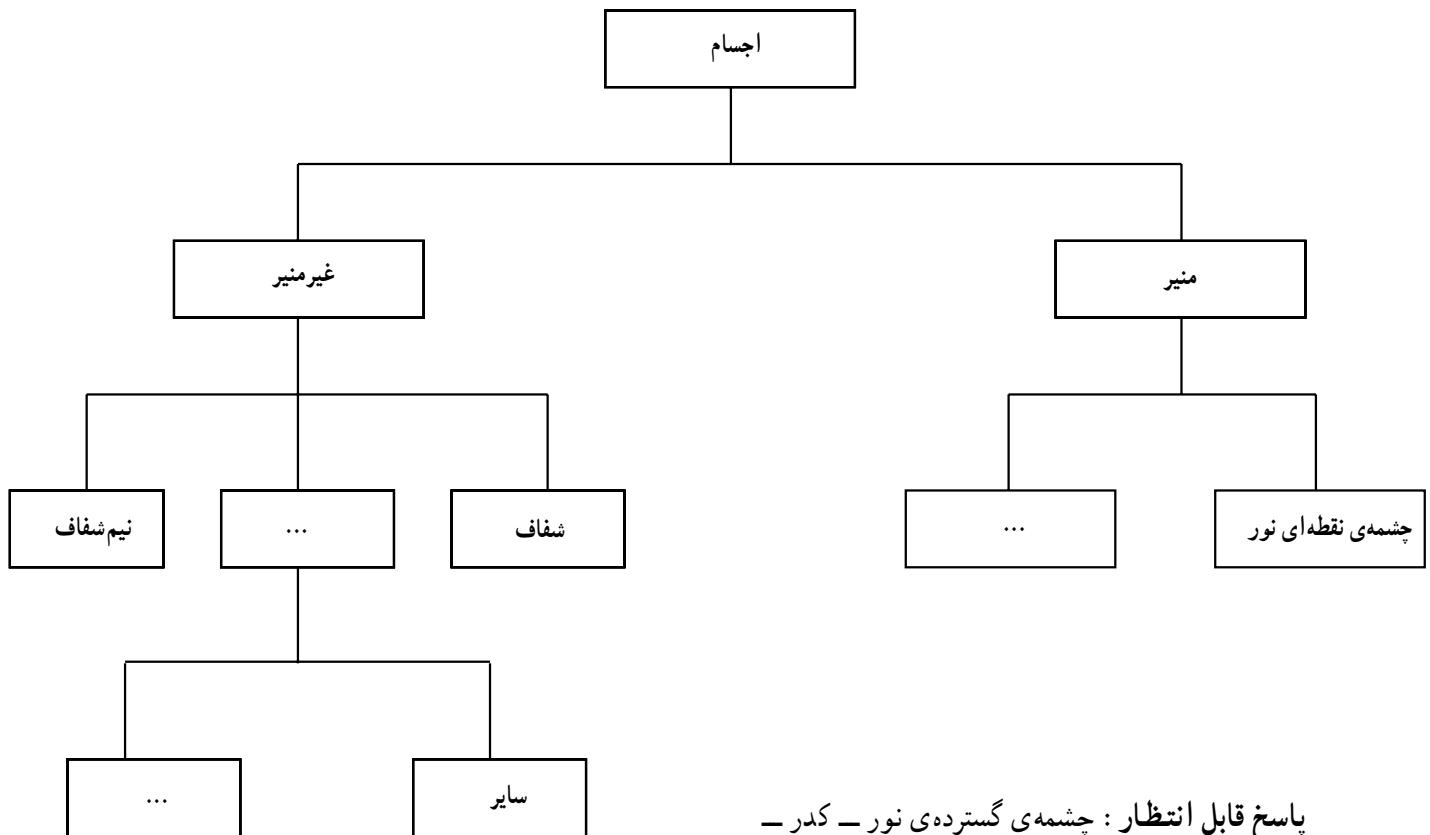 اجسام
منیر
غیرمنیر
چشمه‌ی نقطه‌ای نور
...
شفاف
...
نیم‌شفاف
سایر
...
پاسخ قابل انتظار : چشمه‌ی گسترده‌ی نور ــ کدر ــ